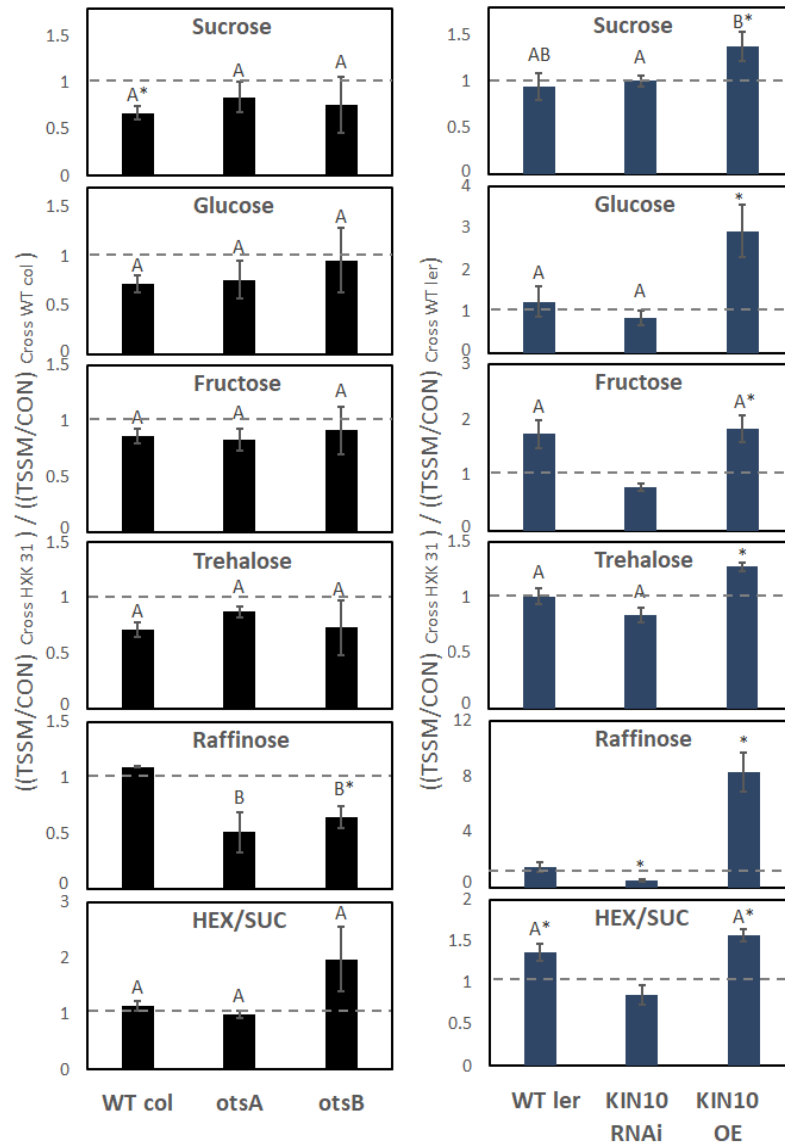 ((TSSM/CON) Cross HXK 31 ) / ((TSSM/CON) Cross WT col )
Sucrose
1.5
1
0.5
0
A*
A
A
Glucose
1.5
1
0.5
0
A
A
A
Fructose
1.5
1
0.5
0
A
A
A
Trehalose
1.5
1
0.5
0
A
A
A
Raffinose
1.5
1
0.5
0
B
B*
HEX/SUC
3
2
1
0
A
A
A
WT col
otsA
otsB
((TSSM/CON) Cross HXK 31 ) / ((TSSM/CON) Cross WT ler )
Sucrose
1.5
1
0.5
0
AB
A
B*
Glucose
4
3
2
1
0
A
A
*
Fructose
3
2
1
0
A
A*
Trehalose
1.5
1
0.5
0
A
A
*
Raffinose
12
8
4
0
*
*
HEX/SUC
2
1.5
1
0.5
0
A*
A*
WT ler
KIN10
RNAi
KIN10
OE